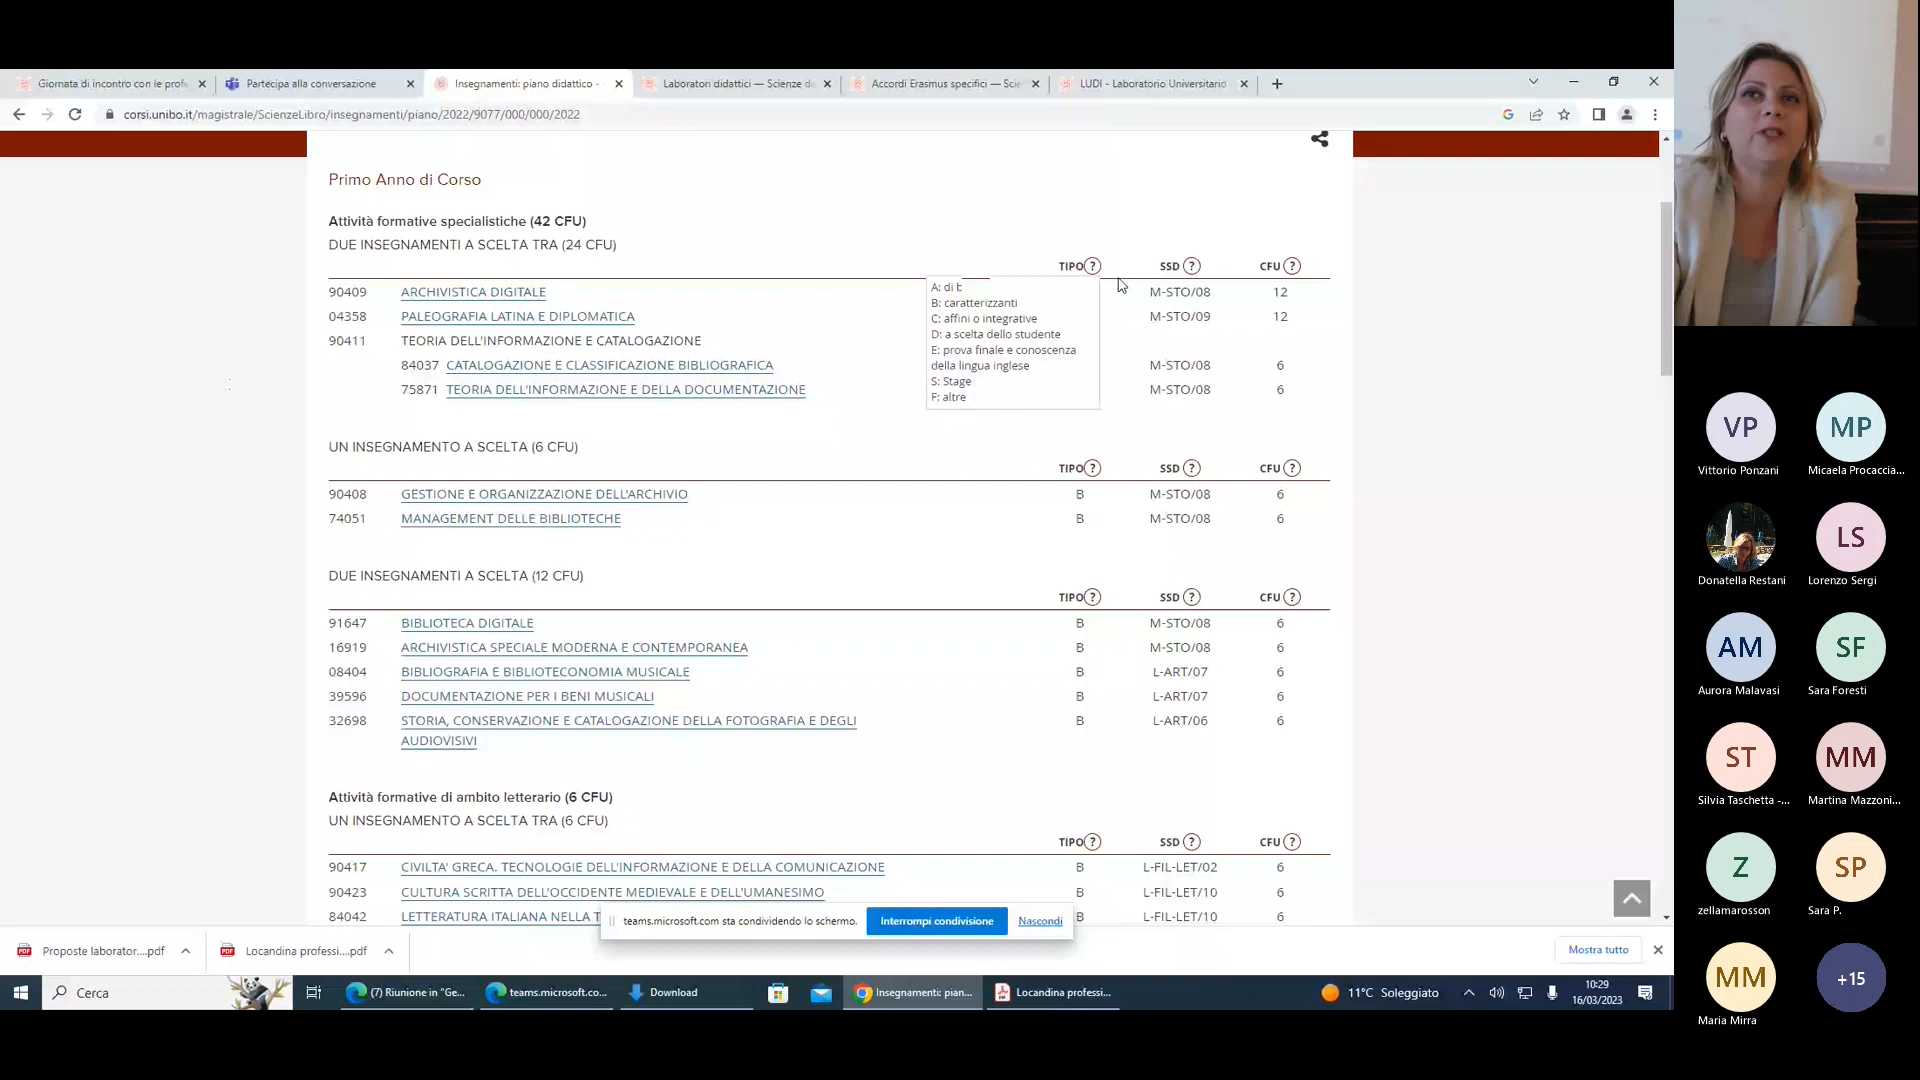 Giornata di incontro con le profe
Partecipa alla conversazione
Insegnamenti: piano didattico -
Laboratori didattici — Scienze d
Accordi Erasmus specifici — Scie
LUDI - Laboratorio Universitario
corsi.unibo.it/magistrale/ScienzeLibro/insegnamenti/piano/2022/9077/000/000/2022
Primo Anno di Corso
Attività formative specialistiche (42 CFU)
DUE INSEGNAMENTI A SCELTA TRA (24 CFU)
TIPO ? SSD ? CFU ?
90409 ARCHIVISTICA DIGITALE M-STO/08 12
04358 PALEOGRAFIA LATINA E DIPLOMATICA M-STO/09 12
90411 TEORIA DELL'INFORMAZIONE E CATALOGAZIONE
84037 CATALOGAZIONE E CLASSIFICAZIONE BIBLIOGRAFICA M-STO/08 6
75871 TEORIA DELL'INFORMAZIONE E DELLA DOCUMENTAZIONE M-STO/08 6
A: di
B: caratterizzanti
C: affini o integrative
D: a scelta dello studente
E: prova finale e conoscenza
della lingua inglese
S: Stage
F: altre
UN INSEGNAMENTO A SCELTA (6 CFU)
TIPO ? SSD ? CFU ?
90408 GESTIONE E ORGANIZZAZIONE DELL'ARCHIVIO B M-STO/08 6
74051 MANAGEMENT DELLE BIBLIOTECHE B M-STO/08 6
DUE INSEGNAMENTI A SCELTA (12 CFU)
TIPO ? SSD ? CFU ?
91647 BIBLIOTECA DIGITALE B M-STO/08 6
16919 ARCHIVISTICA SPECIALE MODERNA E CONTEMPORANEA B M-STO/08 6
08404 BIBLIOGRAFIA E BIBLIOTECONOMIA MUSICALE B L-ART/07 6
39596 DOCUMENTAZIONE PER I BENI MUSICALI B L-ART/07 6
32698 STORIA, CONSERVAZIONE E CATALOGAZIONE DELLA FOTOGRAFIA E DEGLI B L-ART/06 6
AUDIOVISIVI
Attività formative di ambito letterario (6 CFU)
UN INSEGNAMENTO A SCELTA TRA (6 CFU)
TIPO ? SSD ? CFU ?
90417 CIVILTA' GRECA. TECNOLOGIE DELL'INFORMAZIONE E DELLA COMUNICAZIONE B L-FIL-LET/02 6
90423 CULTURA SCRITTA DELL'OCCIDENTE MEDIEVALE E DELL'UMANESIMO B L-FIL-LET/10 6
84042 LETTERATURA ITALIANA NELLA T B L-FIL-LET/10 6
teams.microsoft.com sta condividendo lo schermo. Interrompi condivisione Nascondi
Proposte laborator....pdf
Locandina professi....pdf
Mostra tutto
Cerca
(7) Riunione in "Ge...
teams.microsoft.co...
Download
Insegnamenti: pian...
Locandina professi...
11°C Soleggiato
10:29
16/03/2023
VP MP
Vittorio Ponzani Micaela Procaccia...
LS
Donatella Restani Lorenzo Sergi
AM SF
Aurora Malavasi Sara Foresti
ST MM
Silvia Taschetta -... Martina Mazzoni...
Z SP
zellamarosson Sara P.
MM +15
Maria Mirra